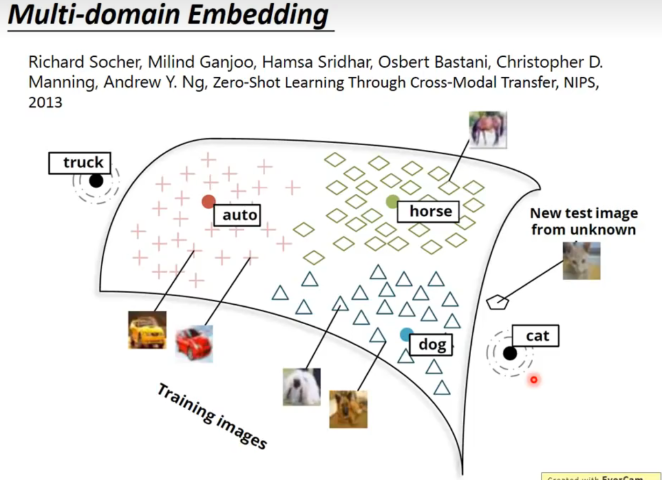 Multi-domain Embedding
Richard Socher, Milind Ganjoo, Hamsa Sridhar, Osbert Bastani, Christopher D.
Manning, Andrew Y. Ng, Zero-Shot Learning Through Cross-Modal Transfer, NIPS,
2013
truck
auto
horse
New test image
from unknown
cat
dog
Training images
Created with EverCam